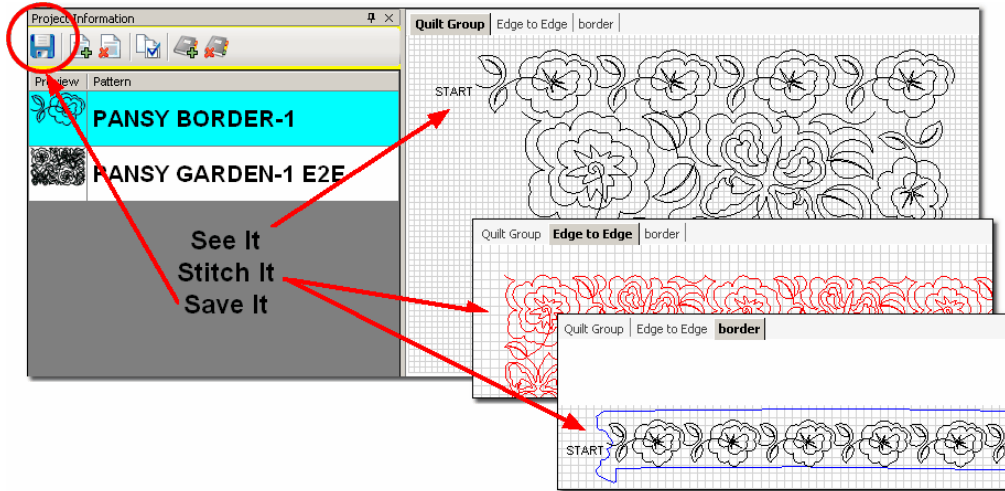 Project Information
Preview Pattern
PANSY BORDER-1
PANSY GARDEN-1 E2E
See It
Stitch It
Save It
Quilt Group Edge to Edge border
START
Quilt Group Edge to Edge border
Quilt Group Edge to Edge border
START